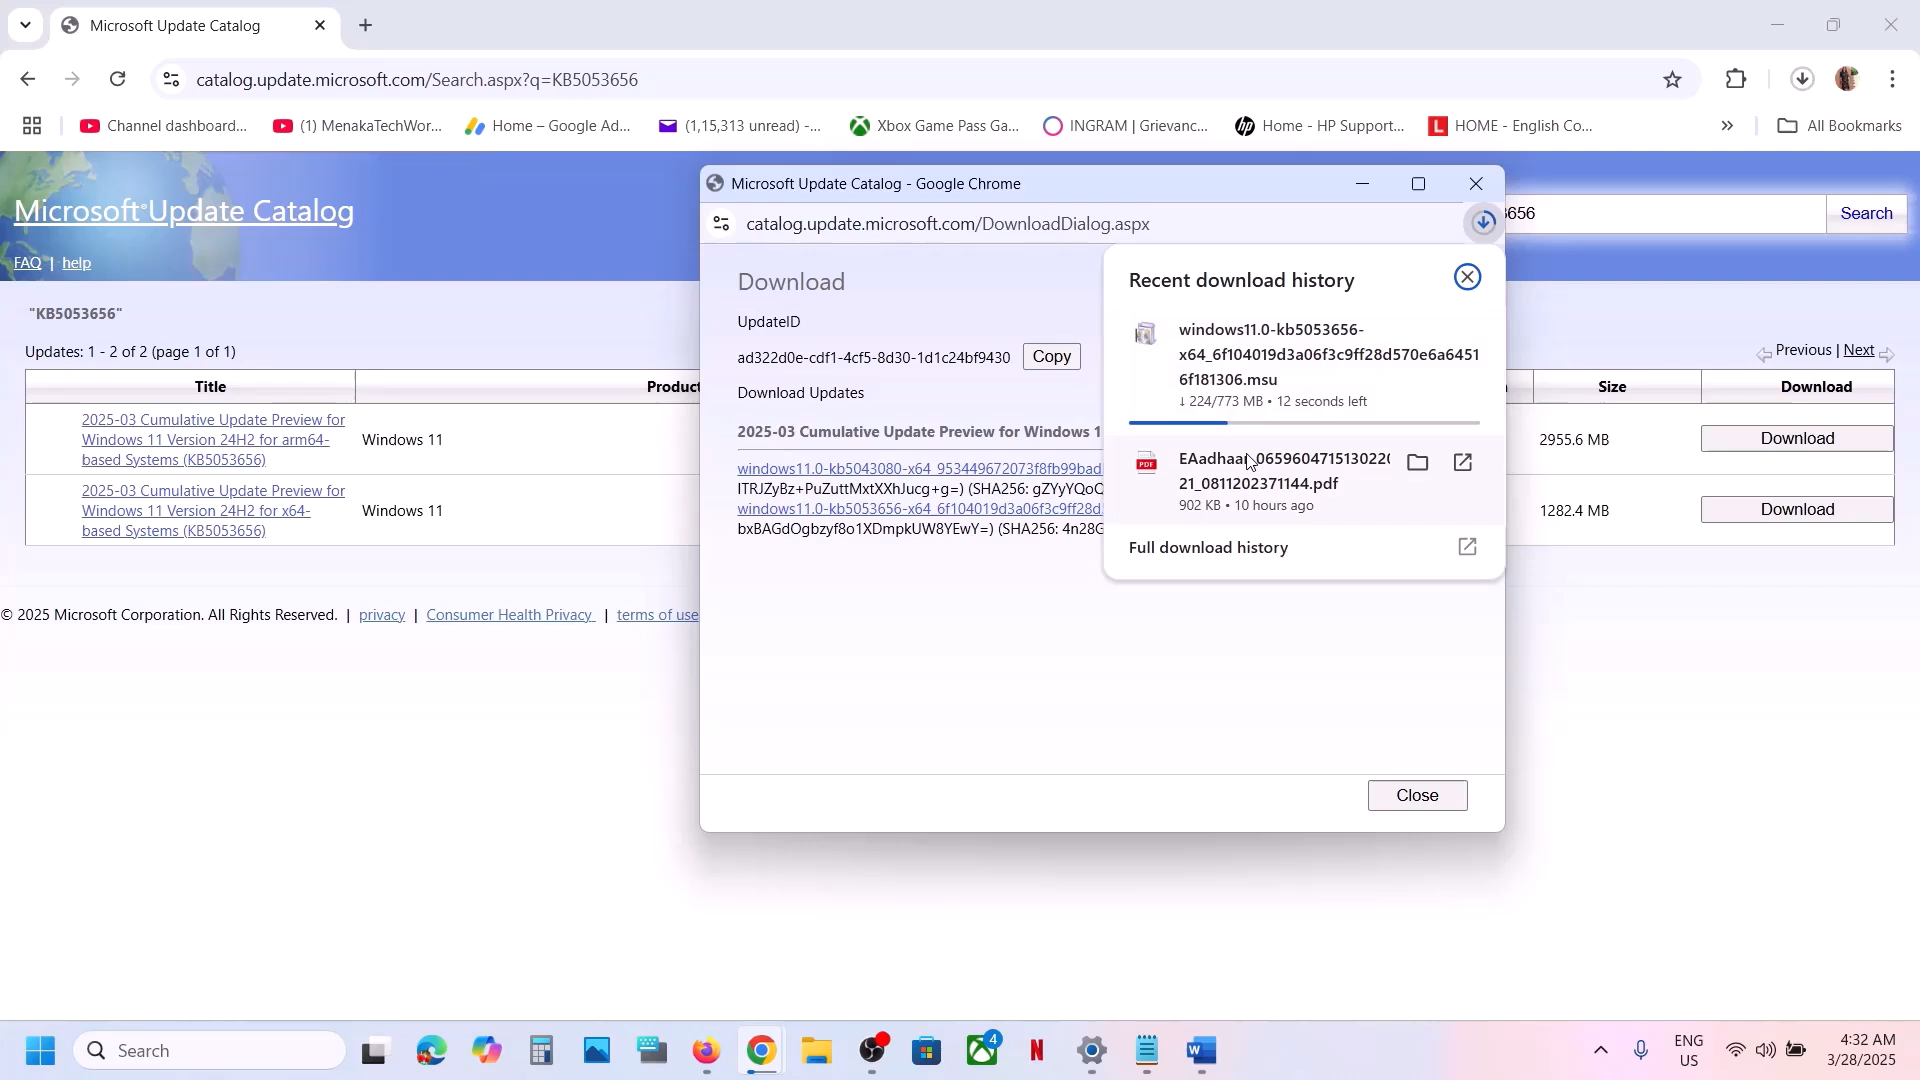 Microsoft Update Catalog
catalog.update.microsoft.com/Search.aspx?q=KB5053656
Channel dashboard...
(1) MenakaTechWor...
Home – Google Ad...
(1,15,313 unread) -...
Xbox Game Pass Ga...
INGRAM | Grievanc...
Home - HP Support...
HOME - English Co...
All Bookmarks
Microsoft® Update Catalog
FAQ | help
3656
Search
"KB5053656"
Updates: 1 - 2 of 2 (page 1 of 1)
Previous | Next
Title
Product
Size
Download
2025-03 Cumulative Update Preview for
Windows 11 Version 24H2 for arm64-
based Systems (KB5053656)
Windows 11
2955.6 MB
Download
2025-03 Cumulative Update Preview for
Windows 11 Version 24H2 for x64-
based Systems (KB5053656)
Windows 11
1282.4 MB
Download
© 2025 Microsoft Corporation. All Rights Reserved. | privacy | Consumer Health Privacy | terms of use
Microsoft Update Catalog - Google Chrome
catalog.update.microsoft.com/DownloadDialog.aspx
Download
UpdateID
ad322d0e-cdf1-4cf5-8d30-1d1c24bf9430
Copy
Download Updates
2025-03 Cumulative Update Preview for Windows 1
windows11.0-kb5043080-x64_953449672073f8fb99bad
ITRJZyBz+PuZuttMxtXXhJucg+g=) (SHA256: gZYyYQoQ
windows11.0-kb5053656-x64_6f104019d3a06f3c9ff28d
bxBAGdOgbzyf8o1XDmpkUW8YEwY=) (SHA256: 4n28G
Close
Recent download history
windows11.0-kb5053656-
x64_6f104019d3a06f3c9ff28d570e6a6451
6f181306.msu
↓ 224/773 MB • 12 seconds left
PDF
EAadhaar_065960471513022
21_0811202371144.pdf
902 KB • 10 hours ago
Full download history
Search
4
ENG
US
4:32 AM
3/28/2025